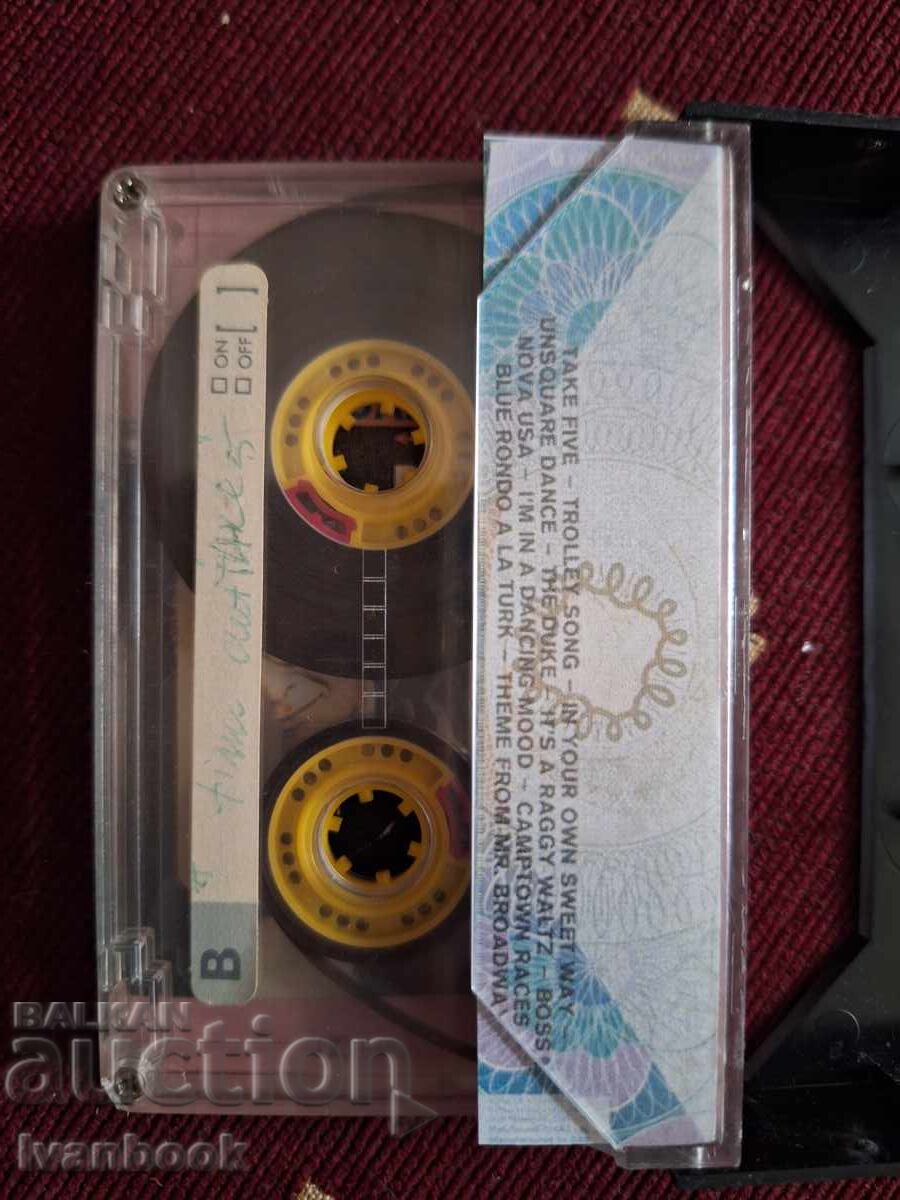 TAKE FIVE – TROLLEY SONG – IN YOUR OWN SWEET WAY –
UNSQUARE DANCE – THE DUKE – IT'S A RAGGY WALTZ – BOSS
NOVA USA – I'M IN A DANCING MOOD – CAMPTOWN RACES
BLUE RONDO A LA TURK – THEME FROM MR. BROADWA
B
ON
OFF [ ]
BALKAN
auction
Ivanbook